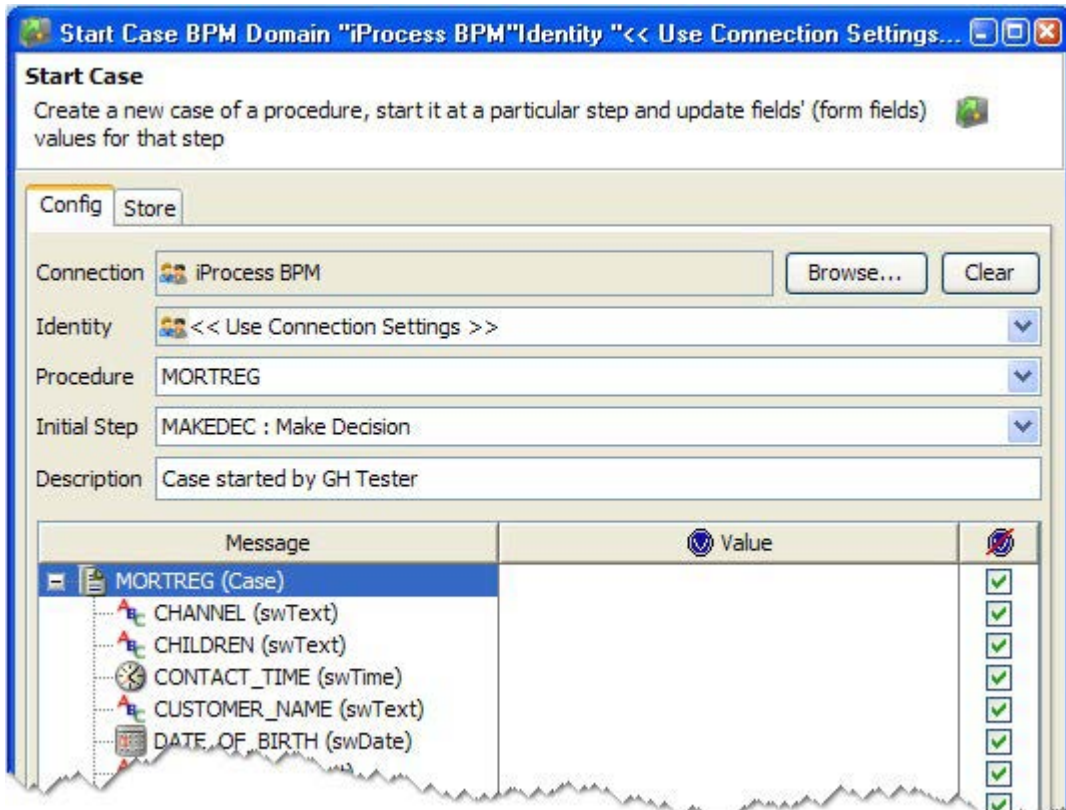 Start Case BPM Domain "iProcess BPM"Identity "<< Use Connection Settings...
Start Case
Create a new case of a procedure, start it at a particular step and update fields' (form fields)
values for that step
Config Store
Connection iProcess BPM Browse... Clear
Identity << Use Connection Settings >>
Procedure MORTREG
Initial Step MAKEDEC : Make Decision
Description Case started by GH Tester
Message Value
MORTREG (Case)
CHANNEL (swText)
CHILDREN (swText)
CONTACT_TIME (swTime)
CUSTOMER_NAME (swText)
DATE_OF_BIRTH (swDate)